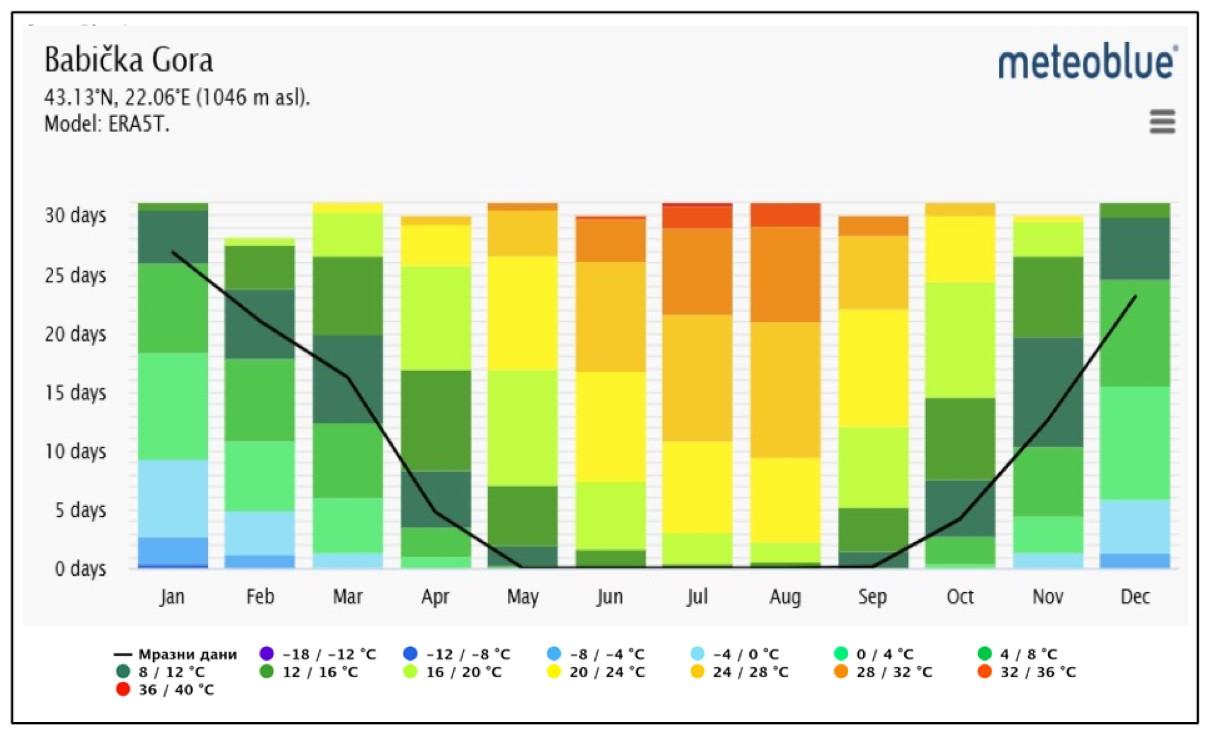 Babička Gora
meteoblue®
43.13°N, 22.06°E (1046 m asl).
Model: ERA5T.
30 days
25 days
20 days
15 days
10 days
5 days
0 days
Jan Feb Mar Apr May Jun Jul Aug Sep Oct Nov Dec
Мразни дани -18 / -12 °C -12 / -8 °C -8 / -4 °C -4 / 0 °C 0 / 4 °C 4 / 8 °C
8 / 12 °C 12 / 16 °C 16 / 20 °C 20 / 24 °C 24 / 28 °C 28 / 32 °C 32 / 36 °C
36 / 40 °C